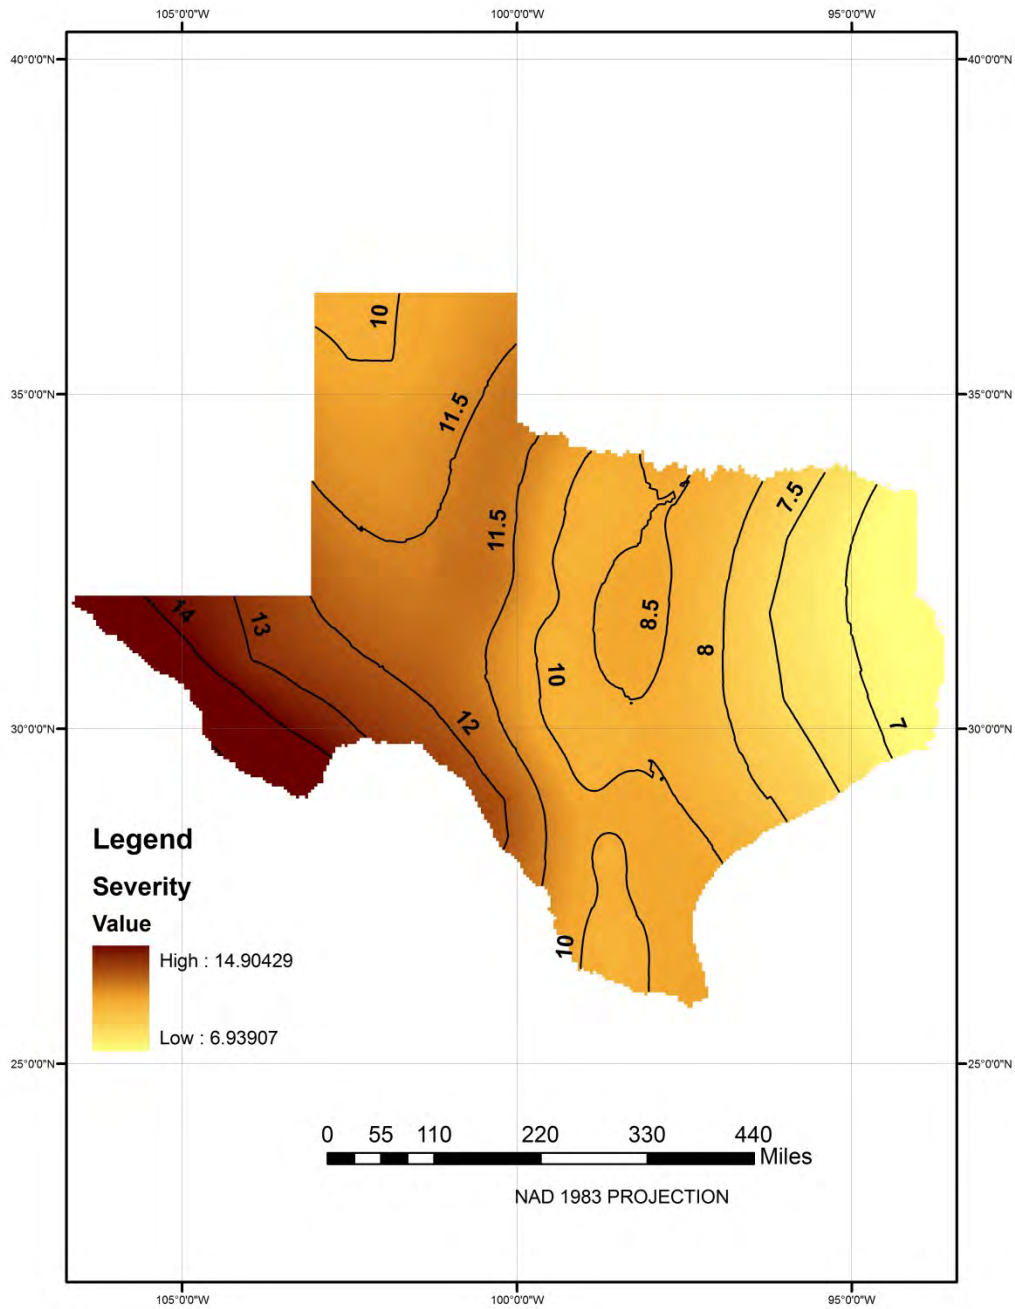 105°0'0"W 100°0'0"W 95°0'0"W
40°0'0"N 40°0'0"N
10
35°0'0"N 35°0'0"N
11.5
7.5
11.5
14
13
8.5
8
10
12
7
30°0'0"N 30°0'0"N
Legend
Severity
Value
High : 14.90429
Low : 6.93907
10
25°0'0"N 25°0'0"N
0 55 110 220 330 440
Miles
NAD 1983 PROJECTION
105°0'0"W 100°0'0"W 95°0'0"W